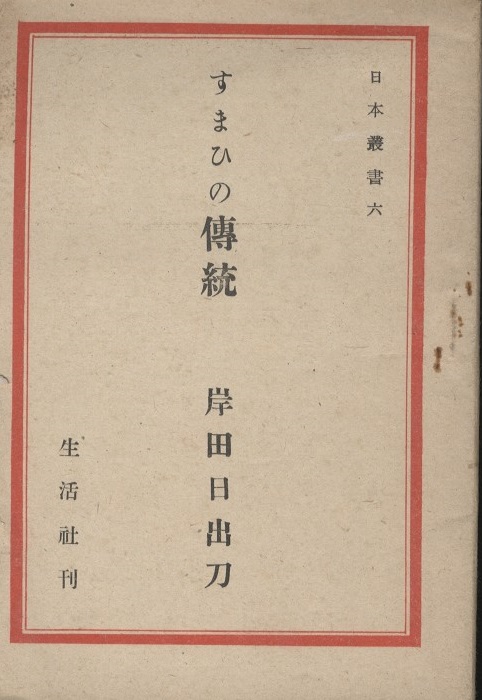 日本叢書六
すまひの傳統　岸田日出刀
生活社刊